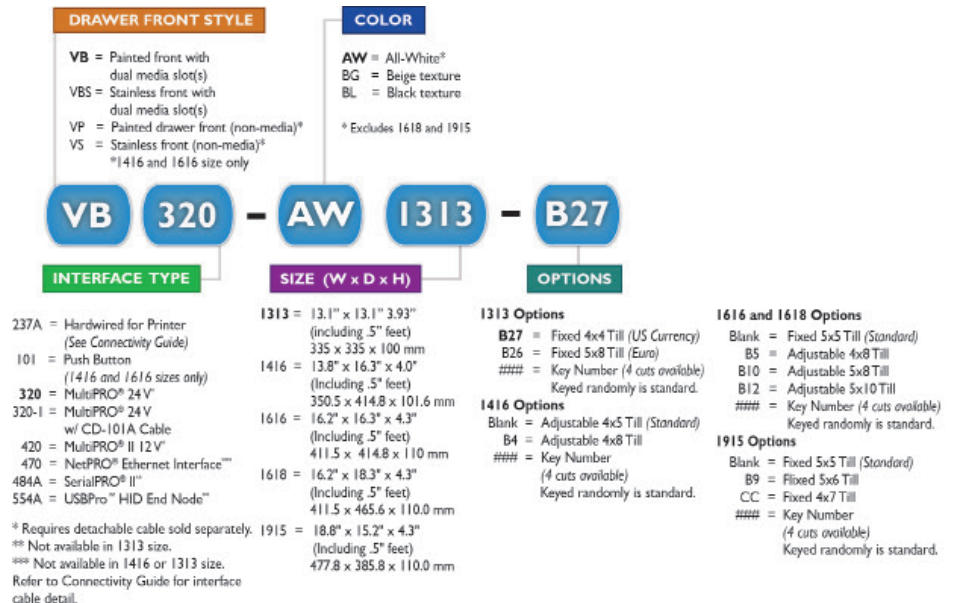 DRAWER FRONT STYLE
VB = Painted front with
dual media slot(s)
VBS = Stainless front with
dual media slot(s)
VP = Painted drawer front (non-media)*
VS = Stainless front (non-media)*
*1416 and 1616 size only
COLOR
AW = All-White*
BG = Beige texture
BL = Black texture
* Excludes 1618 and 1915
VB 320 - AW 1313 - B27
INTERFACE TYPE
237A = Hardwired for Printer
(See Connectivity Guide)
101 = Push Button
(1416 and 1616 sizes only)
320 = MultiPRO® 24 V*
320-1 = MultiPRO® 24 V
w/ CD-101A Cable
420 = MultiPRO® II 12 V*
470 = NetPRO® Ethernet Interface***
484A = SerialPRO® II**
554A = USBPro™ HID End Node**
* Requires detachable cable sold separately.
** Not available in 1313 size.
*** Not available in 1416 or 1313 size.
Refer to Connectivity Guide for interface
cable detail.
SIZE (W x D x H)
1313 = 13.1" x 13.1" 3.93"
(including .5" feet)
335 x 335 x 100 mm
1416 = 13.8" x 16.3" x 4.0"
(Including .5" feet)
350.5 x 414.8 x 101.6 mm
1616 = 16.2" x 16.3" x 4.3"
(Including .5" feet)
411.5 x 414.8 x 110 mm
1618 = 16.2" x 18.3" x 4.3"
(Including .5" feet)
411.5 x 465.6 x 110.0 mm
1915 = 18.8" x 15.2" x 4.3"
(Including .5" feet)
477.8 x 385.8 x 110.0 mm
OPTIONS
1313 Options
B27 = Fixed 4x4 Till (US Currency)
B26 = Fixed 5x8 Till (Euro)
### = Key Number (4 cuts available)
Keyed randomly is standard.
1416 Options
Blank = Adjustable 4x5 Till (Standard)
B4 = Adjustable 4x8 Till
### = Key Number
(4 cuts available)
Keyed randomly is standard.
1616 and 1618 Options
Blank = Fixed 5x5 Till (Standard)
B5 = Adjustable 4x8 Till
B10 = Adjustable 5x8 Till
B12 = Adjustable 5x10 Till
### = Key Number (4 cuts available)
Keyed randomly is standard.
1915 Options
Blank = Fixed 5x5 Till (Standard)
B9 = Flixed 5x6 Till
CC = Flixed 4x7 Till
### = Key Number
(4 cuts available)
Keyed randomly is standard.